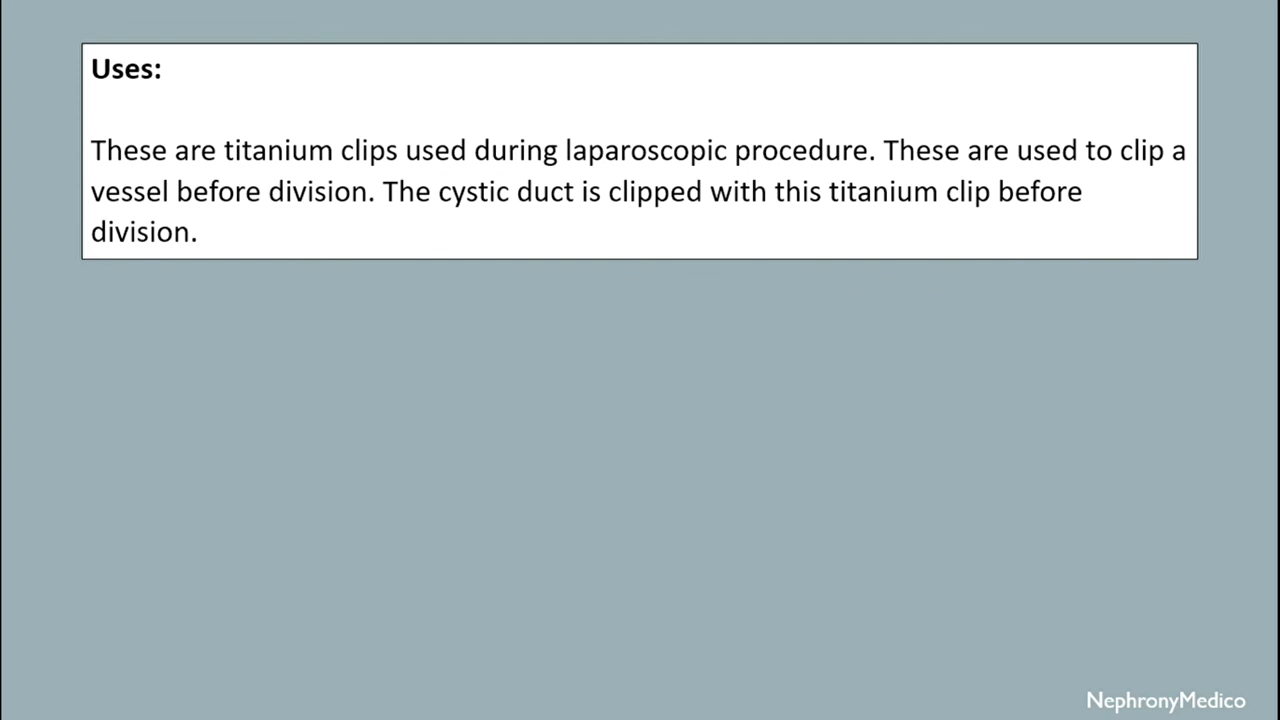 Uses:
These are titanium clips used during laparoscopic procedure. These are used to clip a
vessel before division. The cystic duct is clipped with this titanium clip before
division.
NephronyMedico